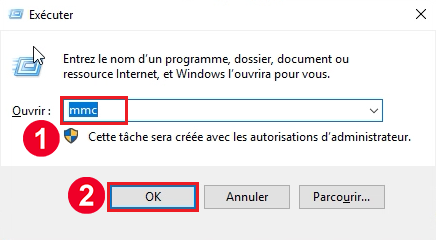 Exécuter
Entrez le nom d'un programme, dossier, document ou
ressource Internet, et Windows l'ouvrira pour vous.
Ouvrir : mmc
1
Cette tâche sera créée avec les autorisations d'administrateur.
2 OK Annuler Parcourir...